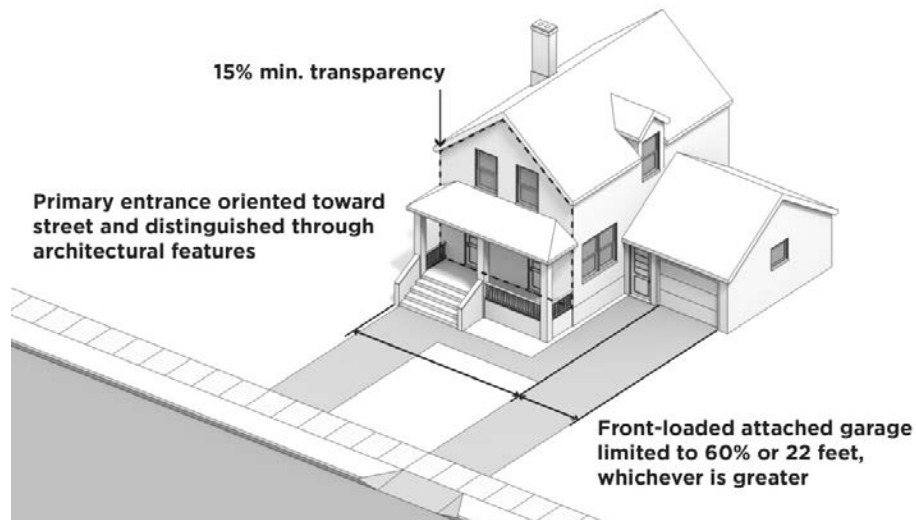 15% min. transparency
Primary entrance oriented toward
street and distinguished through
architectural features
Front-loaded attached garage
limited to 60% or 22 feet,
whichever is greater